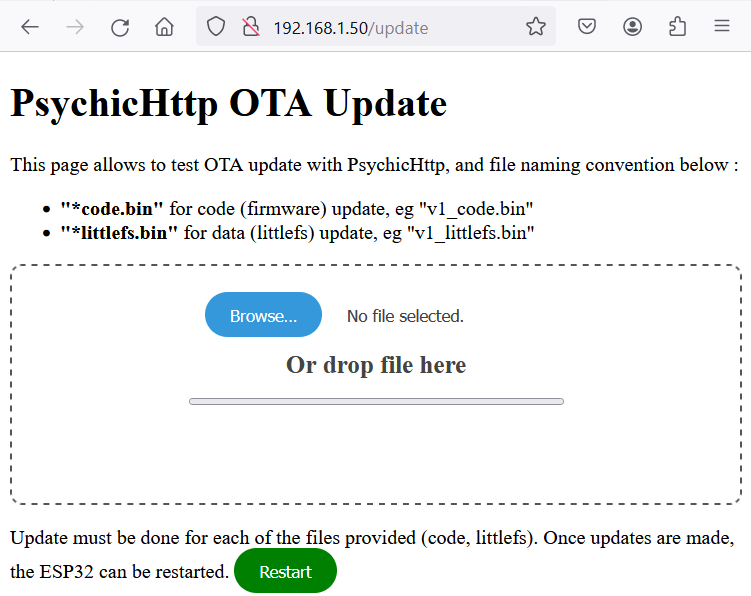 192.168.1.50/update
PsychicHttp OTA Update
This page allows to test OTA update with PsychicHttp, and file naming convention below :
"*code.bin" for code (firmware) update, eg "v1_code.bin"
"*littlefs.bin" for data (littlefs) update, eg "v1_littlefs.bin"
Browse... No file selected.
Or drop file here
Update must be done for each of the files provided (code, littlefs). Once updates are made,
the ESP32 can be restarted. Restart